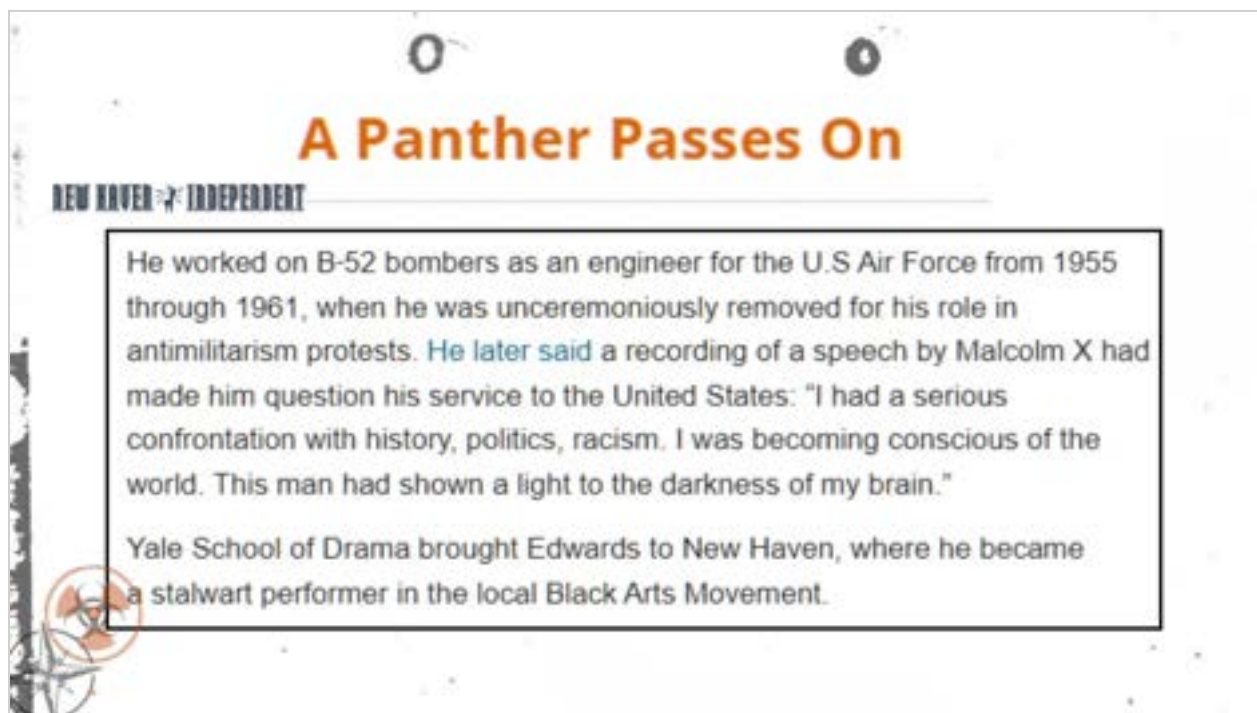 A Panther Passes On
NEW HAVEN INDEPENDENT
He worked on B-52 bombers as an engineer for the U.S Air Force from 1955
through 1961, when he was unceremoniously removed for his role in
antimilitarism protests. He later said a recording of a speech by Malcolm X had
made him question his service to the United States: “I had a serious
confrontation with history, politics, racism. I was becoming conscious of the
world. This man had shown a light to the darkness of my brain.”
Yale School of Drama brought Edwards to New Haven, where he became
a stalwart performer in the local Black Arts Movement.